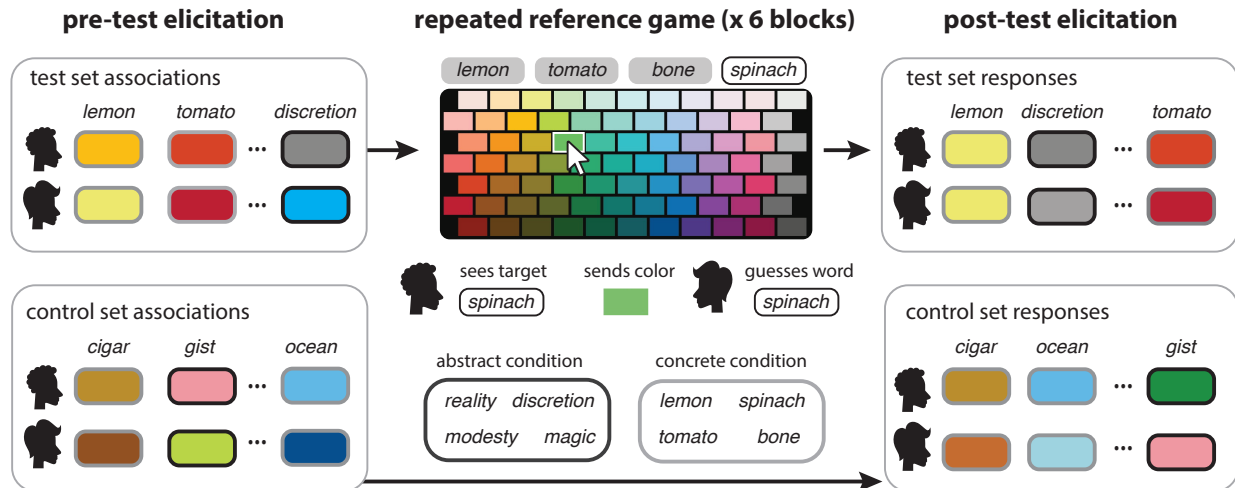 pre-test elicitation
repeated reference game (x 6 blocks)
post-test elicitation
test set associations
lemon tomato discretion
...
...
lemon tomato bone spinach
test set responses
lemon discretion tomato
...
...
sees target
spinach
sends color
guesses word
spinach
control set associations
cigar gist ocean
...
...
abstract condition
reality discretion
modesty magic
concrete condition
lemon spinach
tomato bone
control set responses
cigar ocean gist
...
...